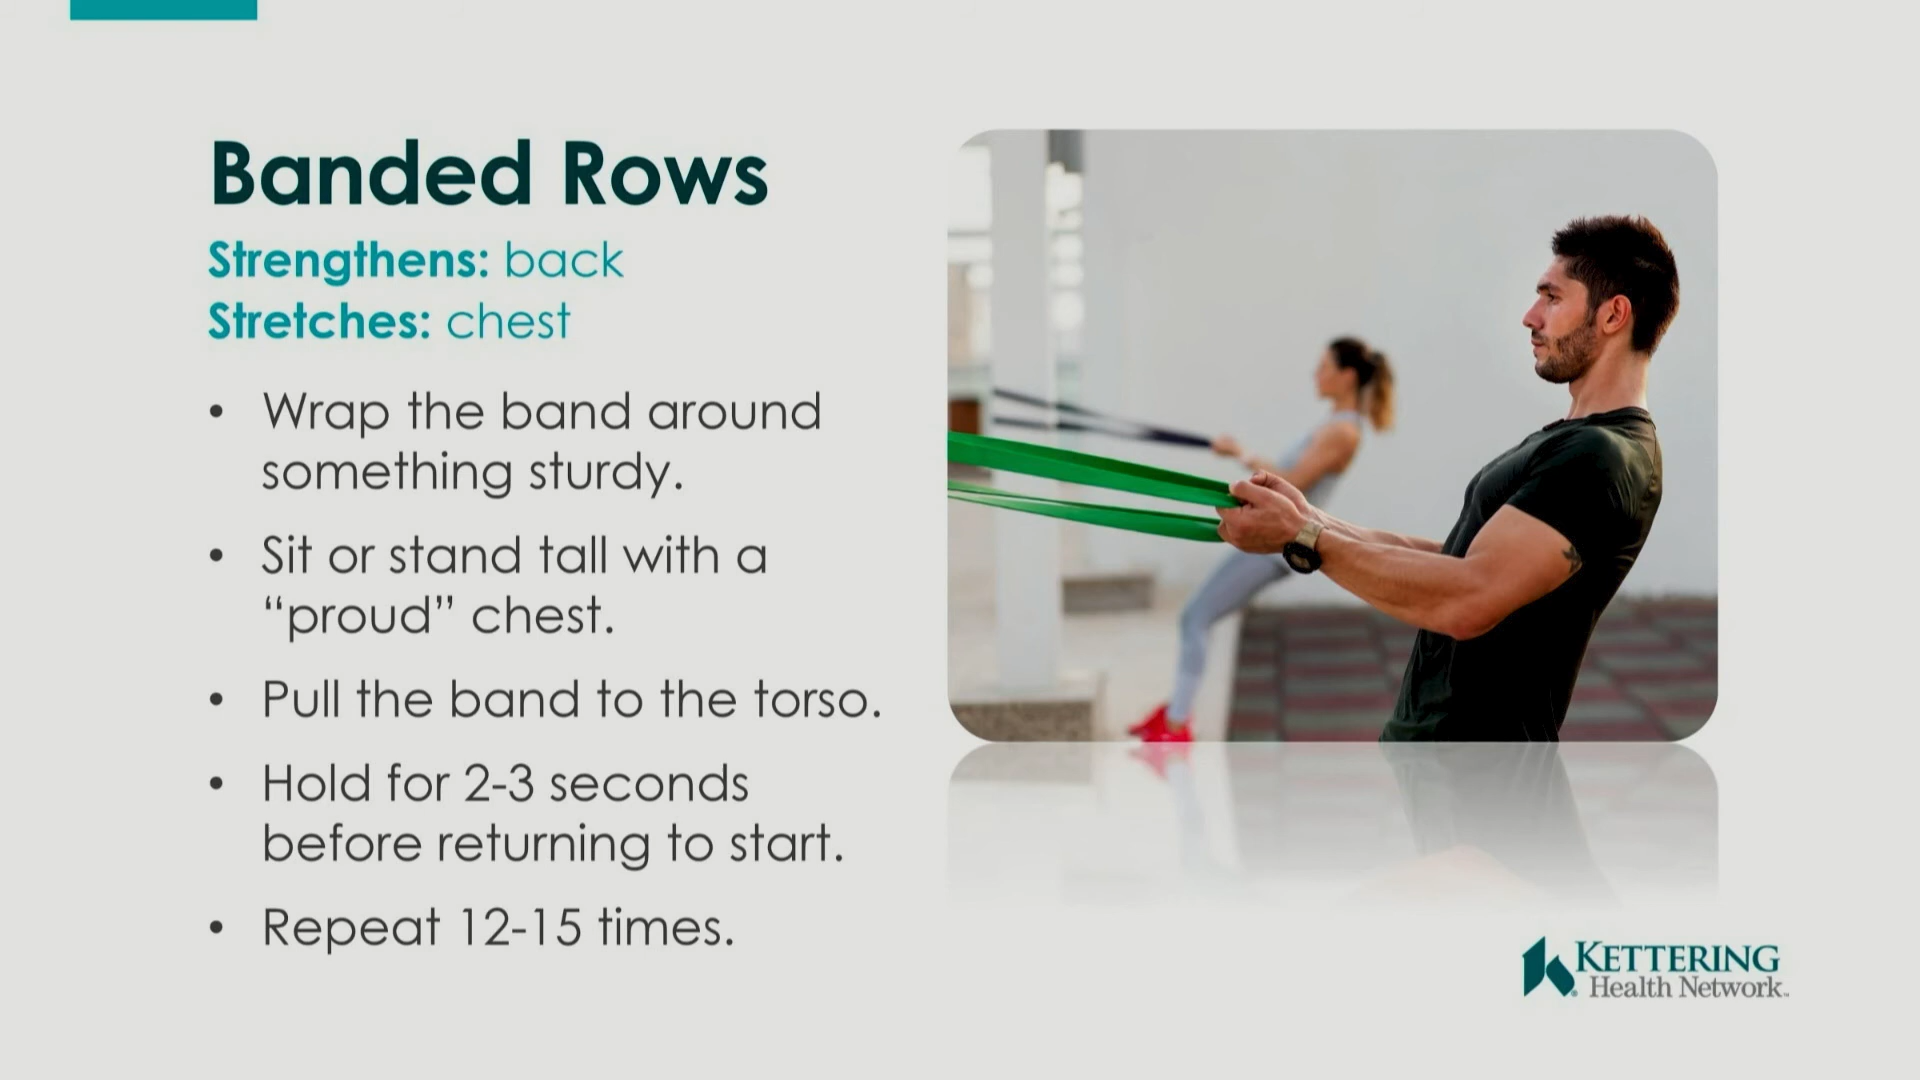 Banded Rows
Strengthens: back
Stretches: chest
• Wrap the band around
something sturdy.
• Sit or stand tall with a
“proud” chest.
• Pull the band to the torso.
• Hold for 2-3 seconds
before returning to start.
• Repeat 12-15 times.
KETTERING
Health Network™